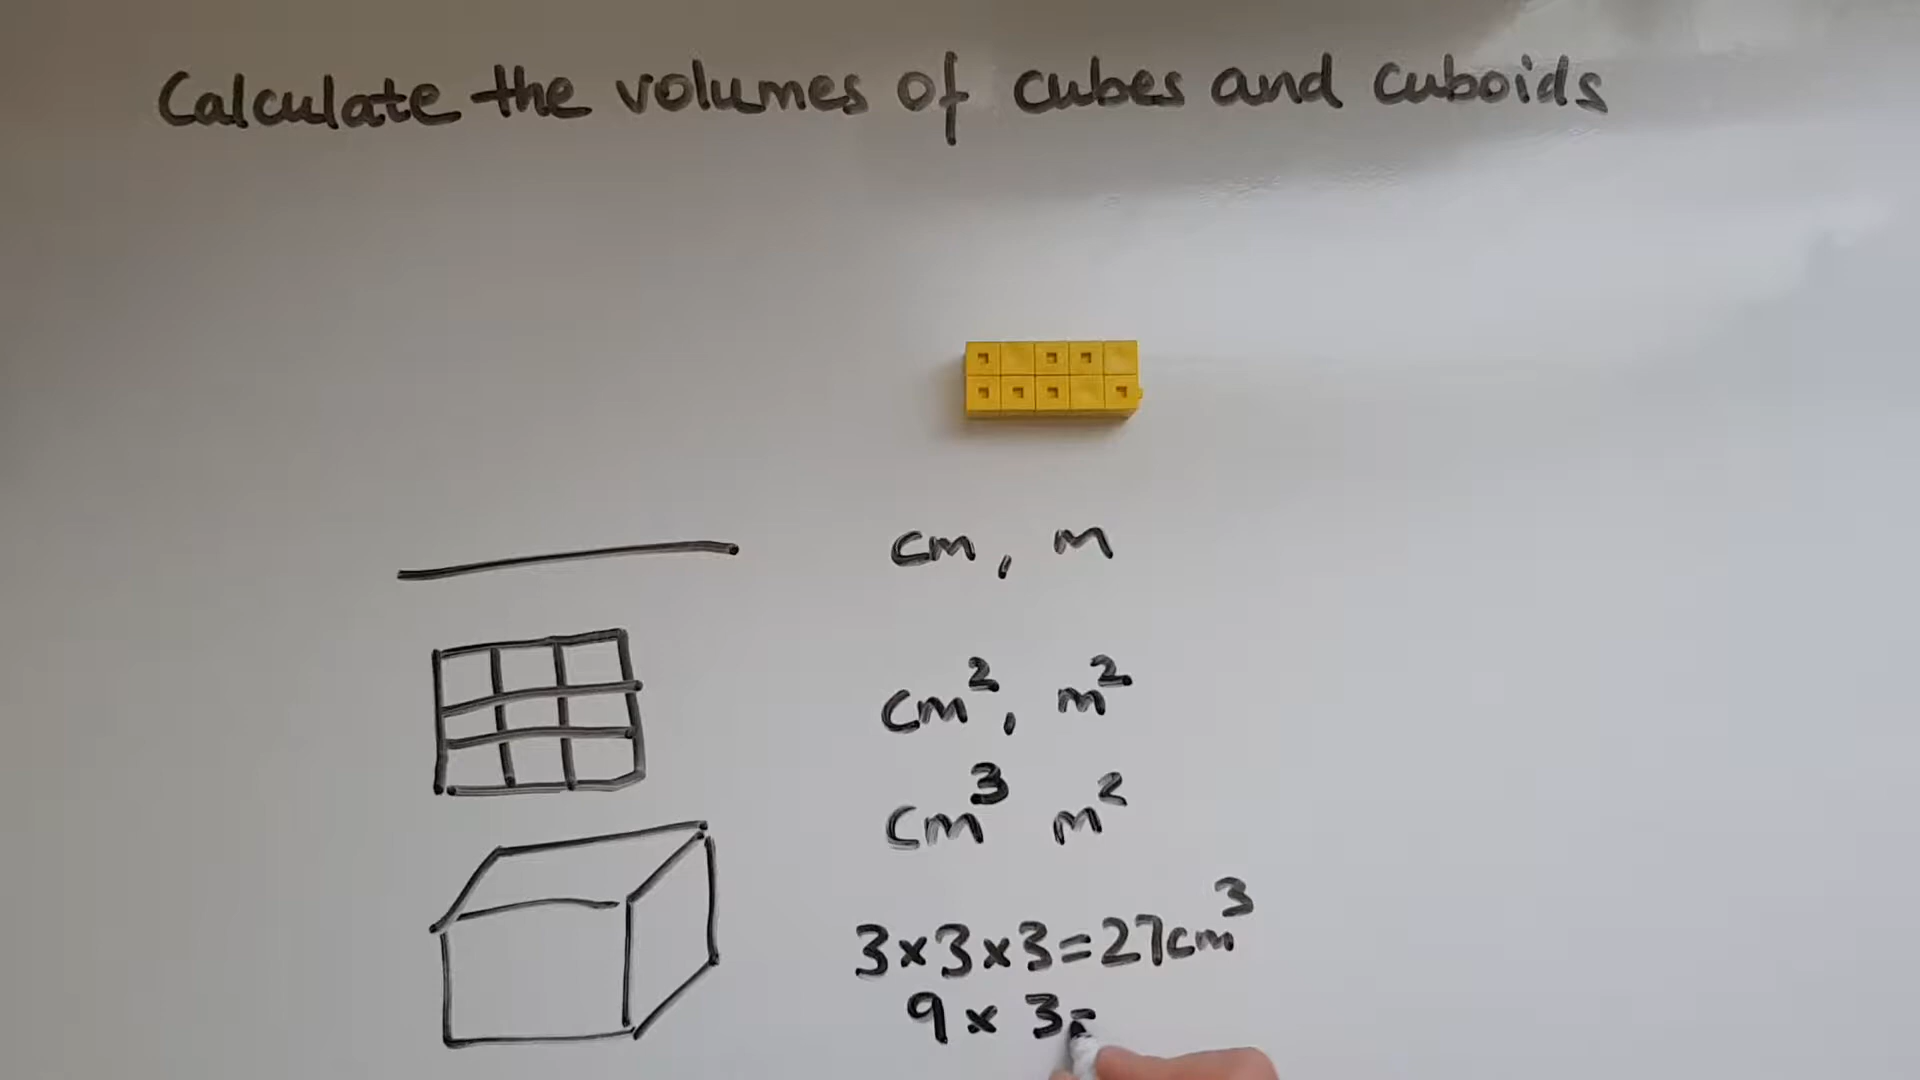 Calculate the volumes of cubes and cuboids
cm, m
cm², m²
cm³ m²
3×3×3=27cm³
9×3=